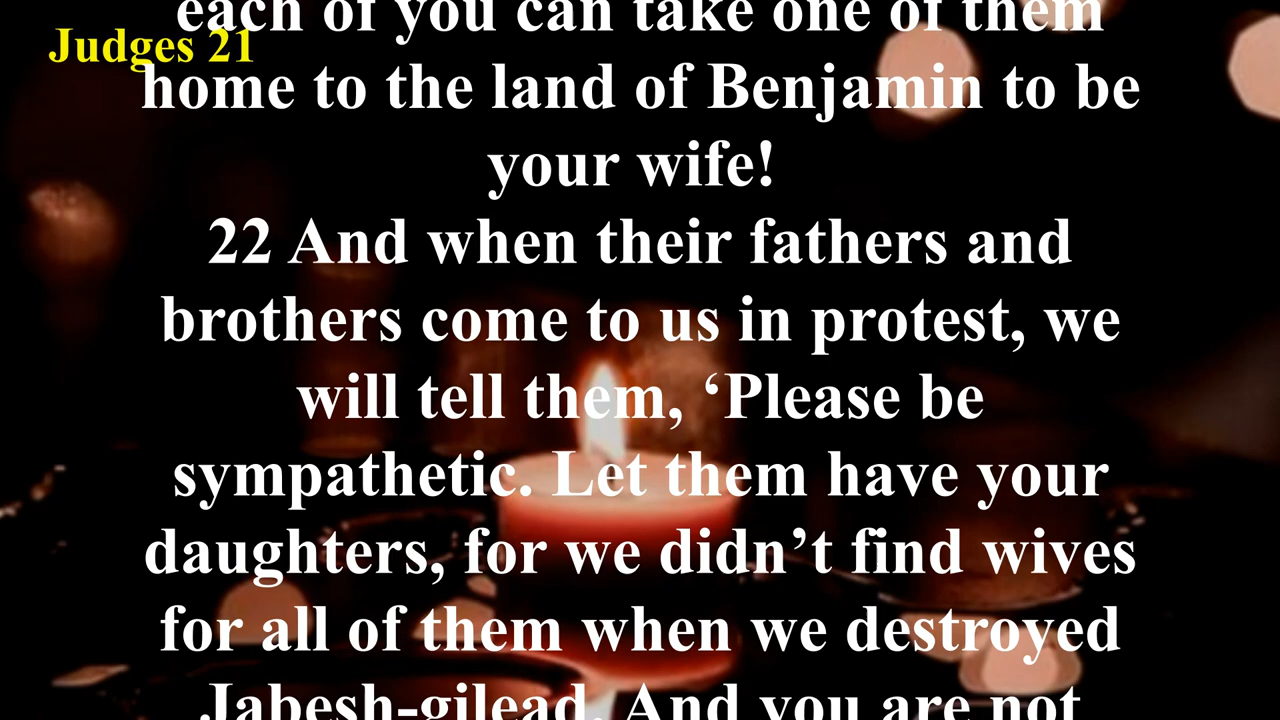 each of you can take one of them
Judges 21
home to the land of Benjamin to be
your wife!
22 And when their fathers and
brothers come to us in protest, we
will tell them, ‘Please be
sympathetic. Let them have your
daughters, for we didn’t find wives
for all of them when we destroyed
Jabesh-gilead. And you are not